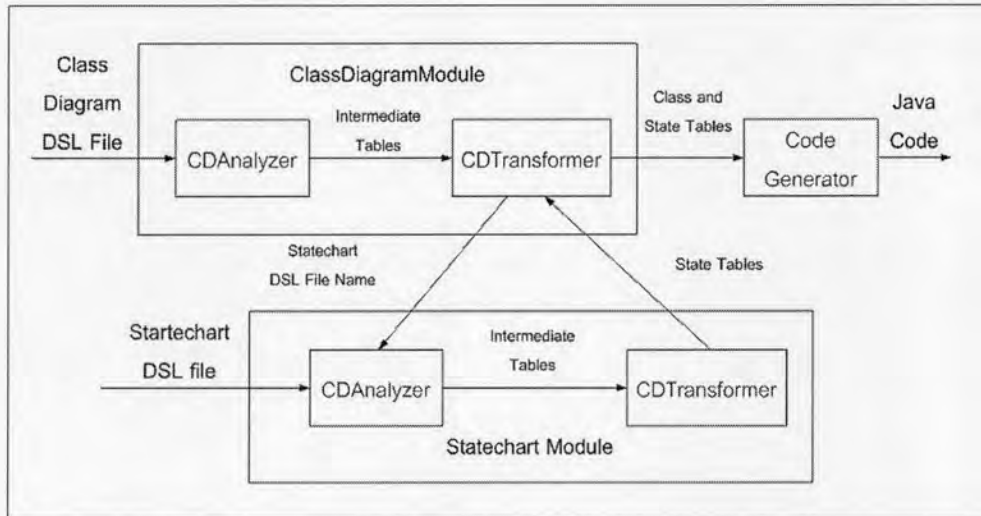 Class
Diagram
DSL File
ClassDiagramModule
CDAnalyzer
Intermediate
Tables
CDTransformer
Class and
State Tables
Code
Generator
Java
Code
Statechart
DSL File Name
State Tables
Startechart
DSL file
CDAnalyzer
Intermediate
Tables
CDTransformer
Statechart Module